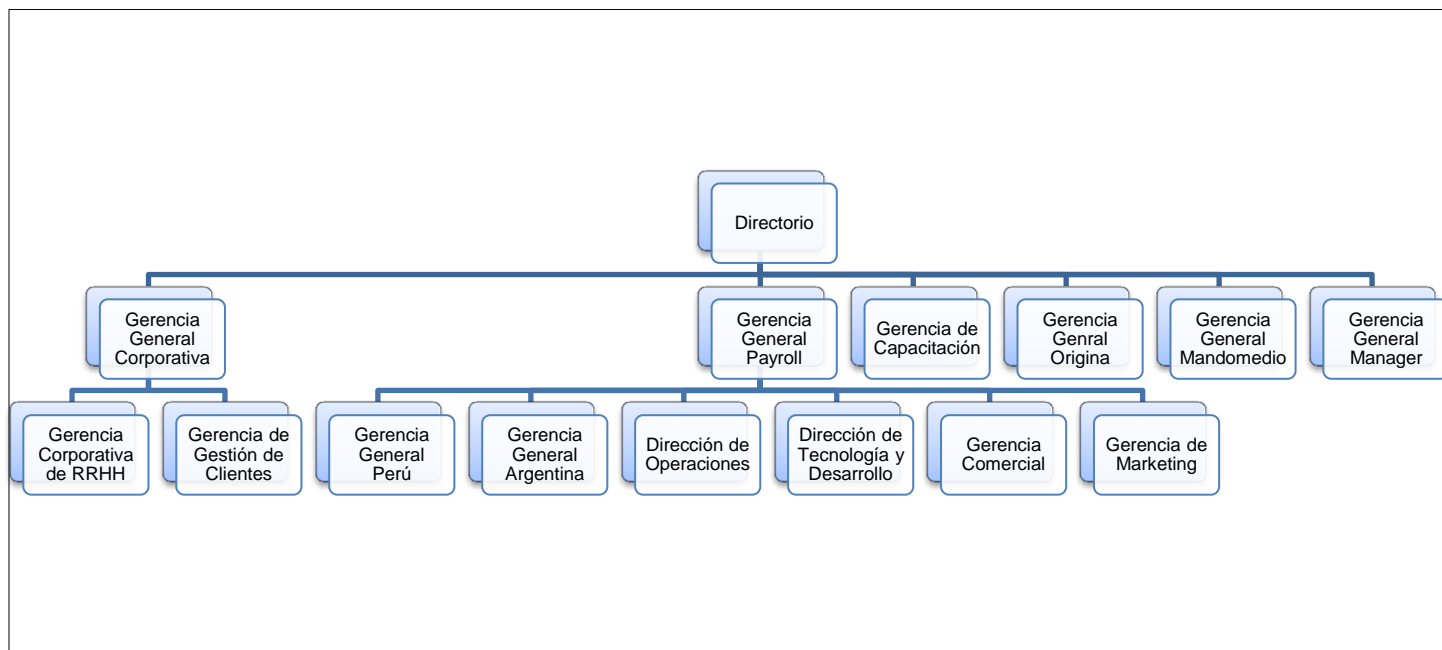 Directorio
Gerencia
General
Corporativa
Gerencia
General
Payroll
Gerencia de
Capacitación
Gerencia
Genral
Origina
Gerencia
General
Mandomedio
Gerencia
General
Manager
Gerencia
Corporativa
de RRHH
Gerencia de
Gestión de
Clientes
Gerencia
General
Perú
Gerencia
General
Argentina
Dirección de
Operaciones
Dirección de
Tecnología y
Desarrollo
Gerencia
Comercial
Gerencia de
Marketing